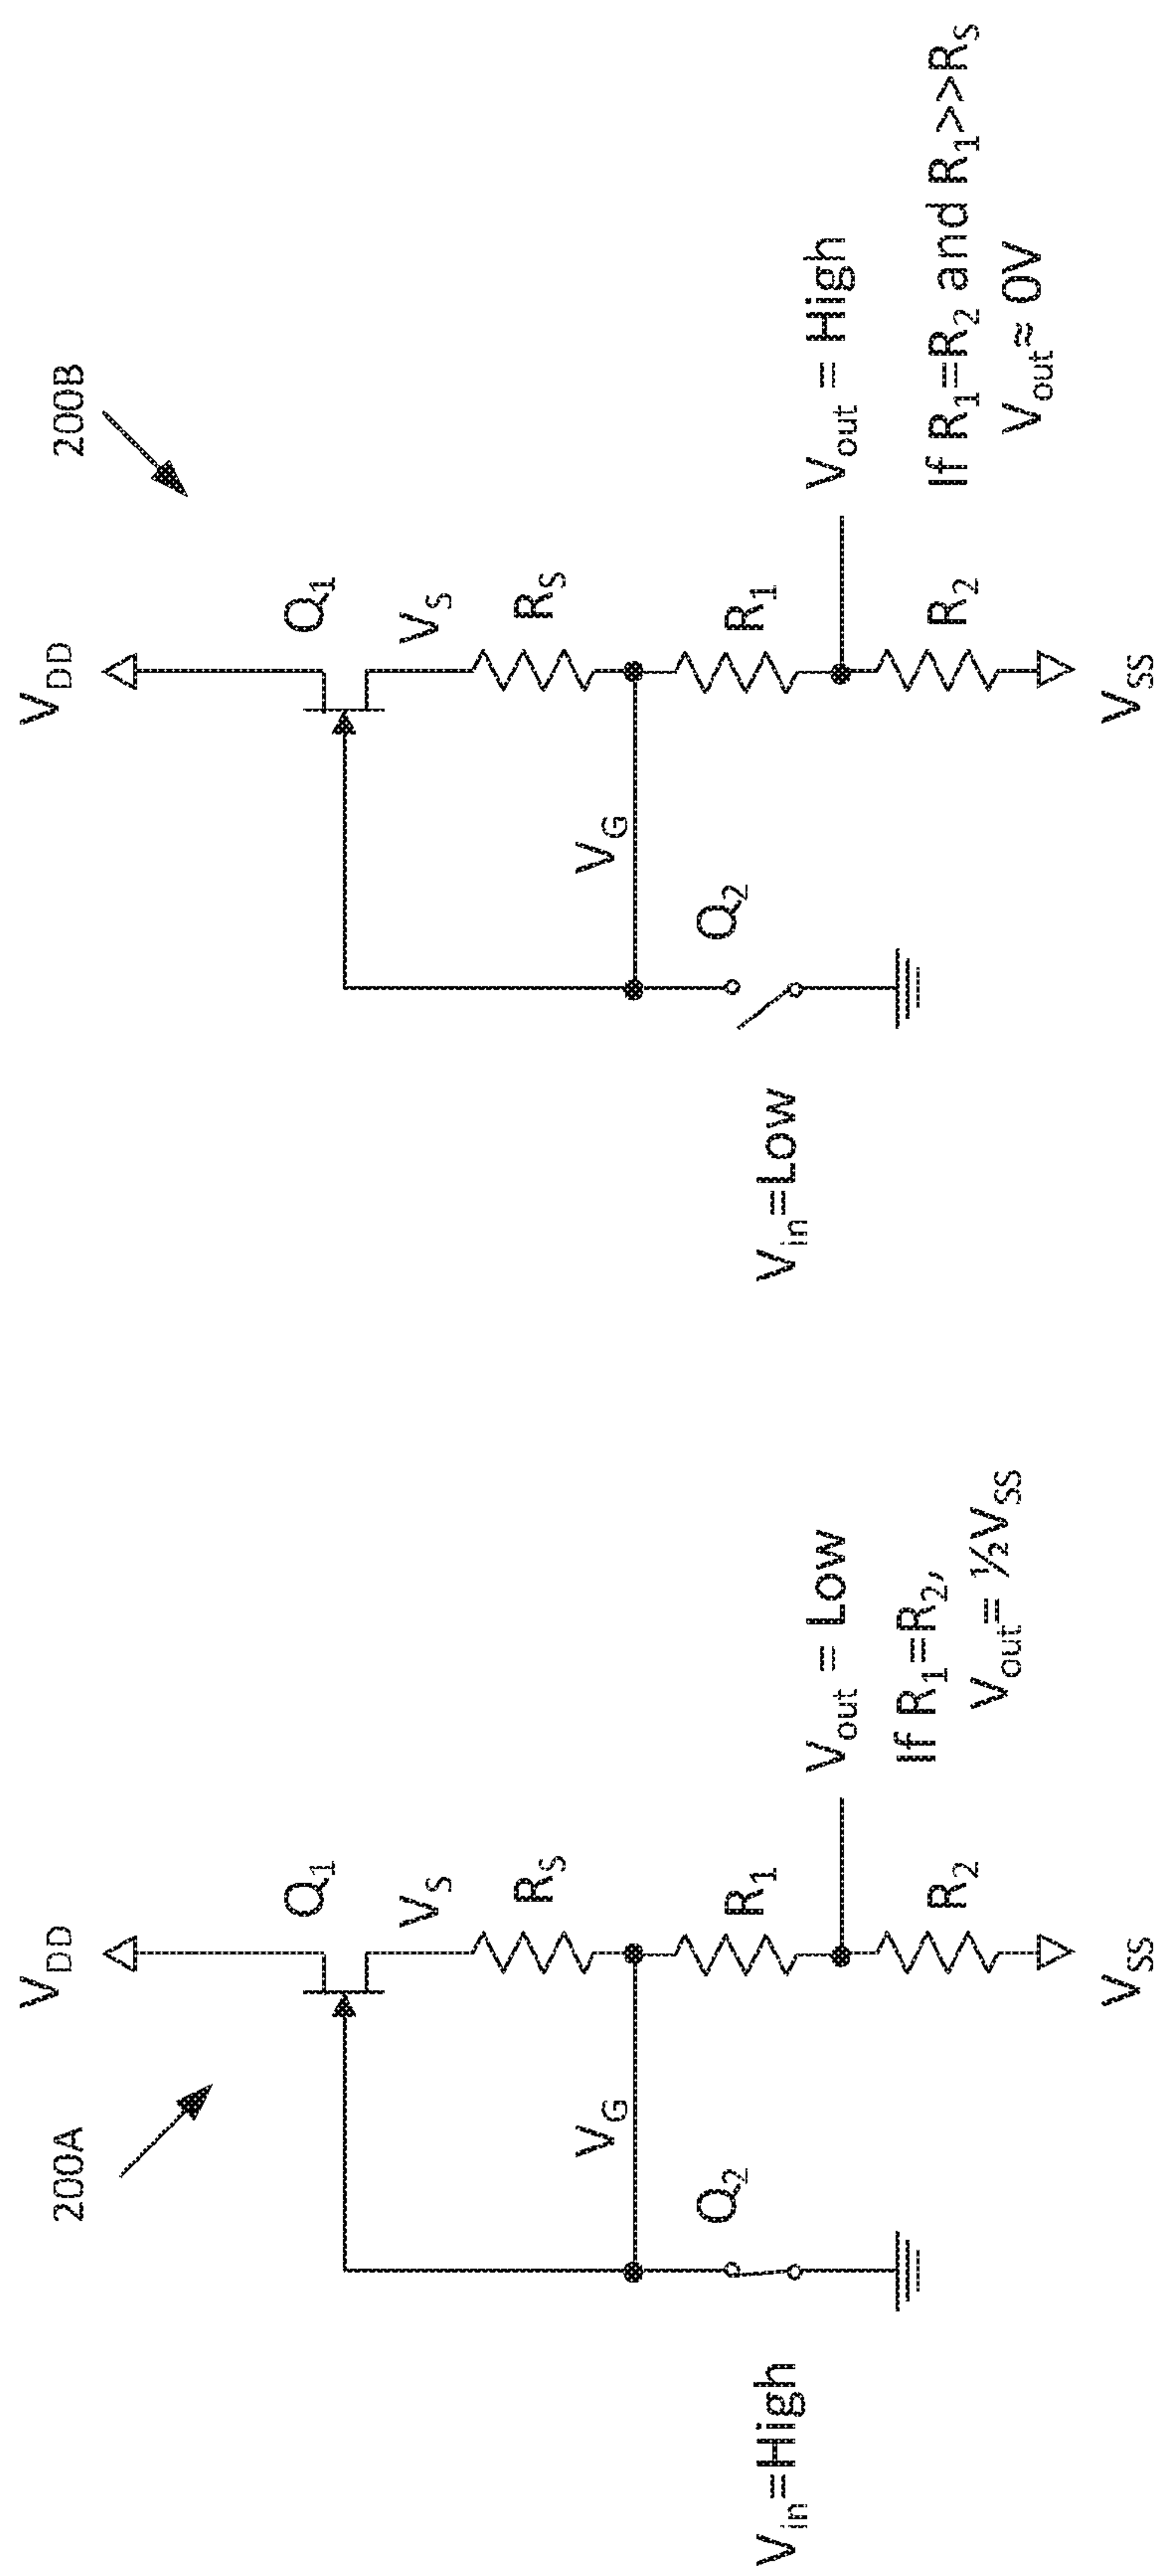 200A
V_DD
Q_1
V_S
R_S
V_G
Q_2
V_in=High
R_1
V_out = Low
If R_1=R_2,
V_out= ½V_SS
R_2
V_SS
200B
V_DD
Q_1
V_S
R_S
V_G
Q_2
V_in=Low
R_1
V_out = High
If R_1=R_2 and R_1>>R_S
V_out≈ 0V
R_2
V_SS